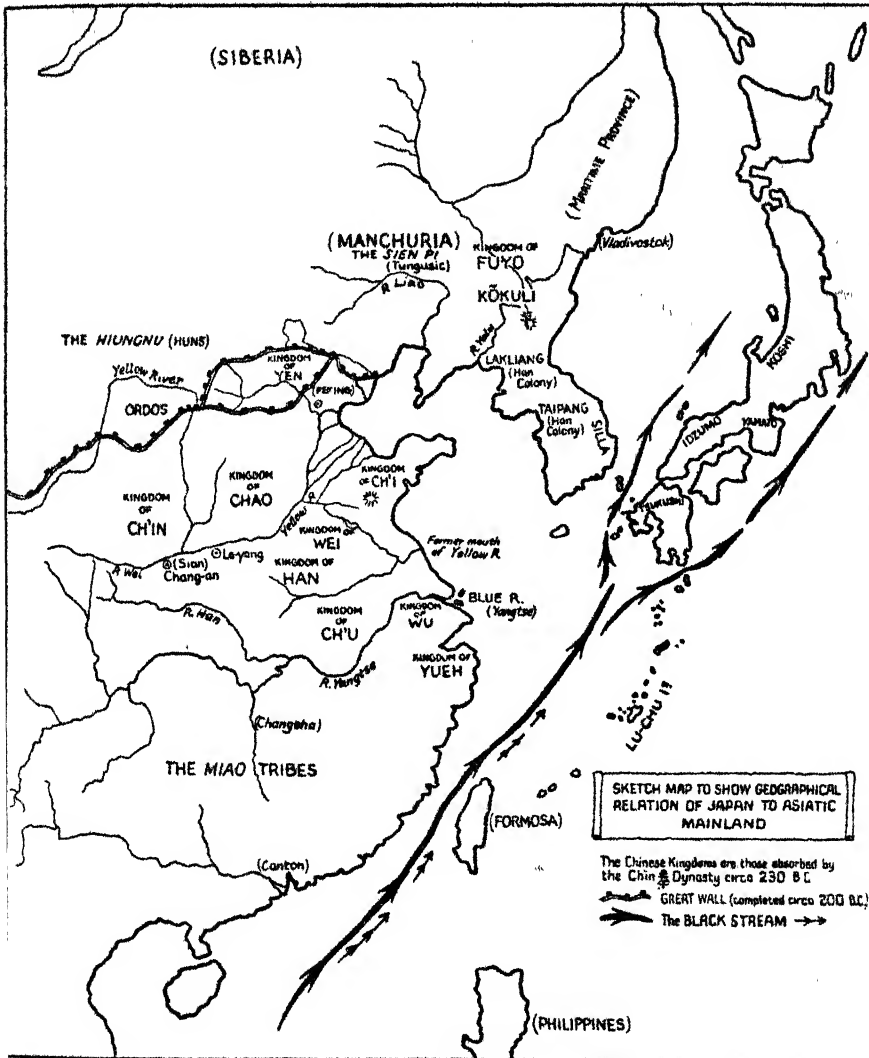 (SIBERIA)
(MARITIME PROVINCE)
(MANCHURIA)
THE SIEN PI
(Tungusic)
R. LIAO
KINGDOM OF
FUYO
(Vladivostok)
KŌKULI
THE HIUNGNU (HUNS)
R. Yalu
Yellow River
KINGDOM
OF
YEN
(PEKING)
LAKLIANG
(Han
Colony)
ORDOS
TAIPANG
(Han
Colony)
SILLA
KOSHI
IDZUMO
YAMATO
TSUKUSHI
KINGDOM
OF
CH'IN
KINGDOM
OF
CHAO
KINGDOM
OF CH'I
Yellow R.
KINGDOM OF
WEI
Former mouth
of Yellow R.
Lo-yang
(Sian)
Chang-an
R. Wei
KINGDOM OF
HAN
R. Han
KINGDOM
OF
CH'U
KINGDOM
OF
WU
BLUE R.
(Yangtse)
KINGDOM OF
YUEH
R. Yangtse
(Changsha)
THE MIAO TRIBES
LU-CHU Is
(FORMOSA)
(Canton)
(PHILIPPINES)
SKETCH MAP TO SHOW GEOGRAPHICAL
RELATION OF JAPAN TO ASIATIC
MAINLAND
The Chinese Kingdoms are those absorbed by
the Ch'in Dynasty circa 230 B C
GREAT WALL (completed circa 200 B.C.)
The BLACK STREAM